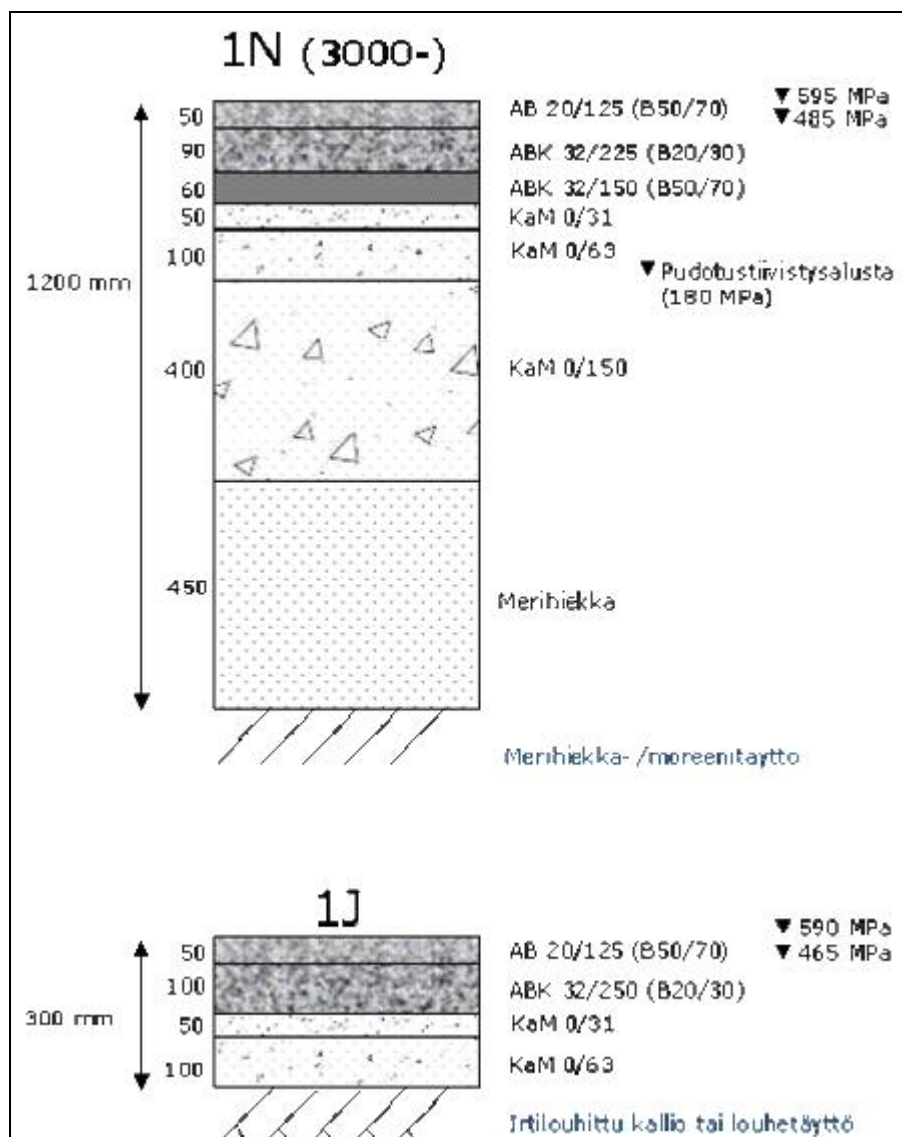 1N (3000-)
50 AB 20/125 (B50/70) ▼ 595 MPa
▼ 485 MPa
90 ABK 32/225 (B20/30)
60 ABK 32/150 (B50/70)
50 KaM 0/31
100 KaM 0/63
1200 mm
▼ Pudotustiivistysalusta
(180 MPa)
400 KaM 0/150
450 Merihiekka
Merihiekka- /moreenitäyttö
1J
▼ 590 MPa
50 AB 20/125 (B50/70) ▼ 465 MPa
100 ABK 32/250 (B20/30)
300 mm
50 KaM 0/31
100 KaM 0/63
Irtilouhittu kallio tai louhetäyttö